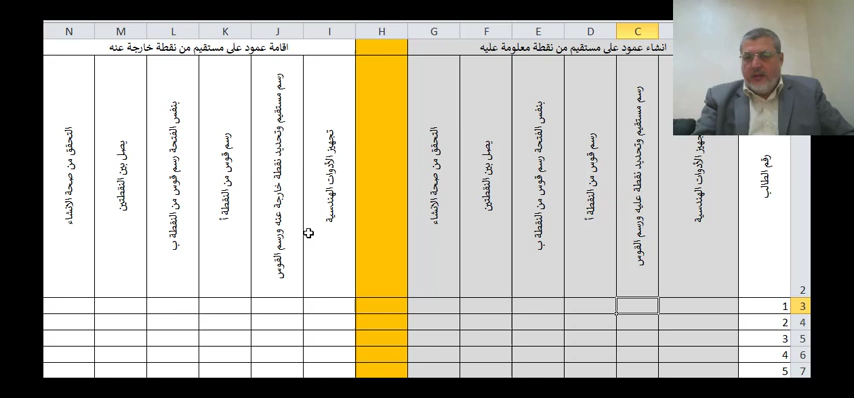 N M L K J I H G F E D C
انشاء عمود على مستقيم من نقطة معلومة عليه
اقامة عمود على مستقيم من نقطة خارجة عنه
رقم الطالب
تجهيز الأدوات الهندسية
رسم مستقيم وتحديد نقطة عليه ورسم القوس
رسم قوس من النقطة أ
بنفس الفتحة رسم قوس من النقطة ب
يصل بين النقطتين
التحقق من صحة الانشاء
تجهيز الأدوات الهندسية
رسم مستقيم وتحديد نقطة خارجة عنه ورسم القوس
رسم قوس من النقطة أ
بنفس الفتحة رسم قوس من النقطة ب
يصل بين النقطتين
التحقق من صحة الانشاء
2
1 3
2 4
3 5
4 6
5 7